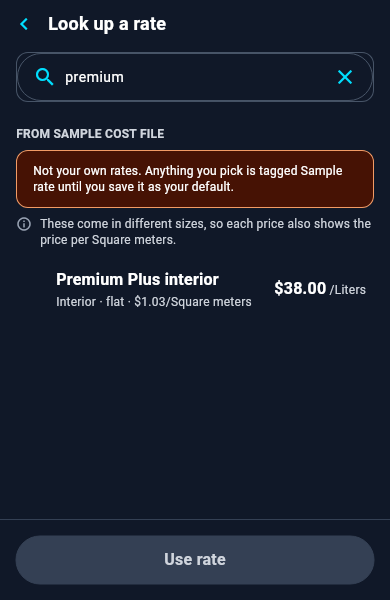 Look up a rate
premium
FROM SAMPLE COST FILE
Not your own rates. Anything you pick is tagged Sample
rate until you save it as your default.
These come in different sizes, so each price also shows the
price per Square meters.
Premium Plus interior
$38.00 /Liters
Interior · flat · $1.03/Square meters
Use rate